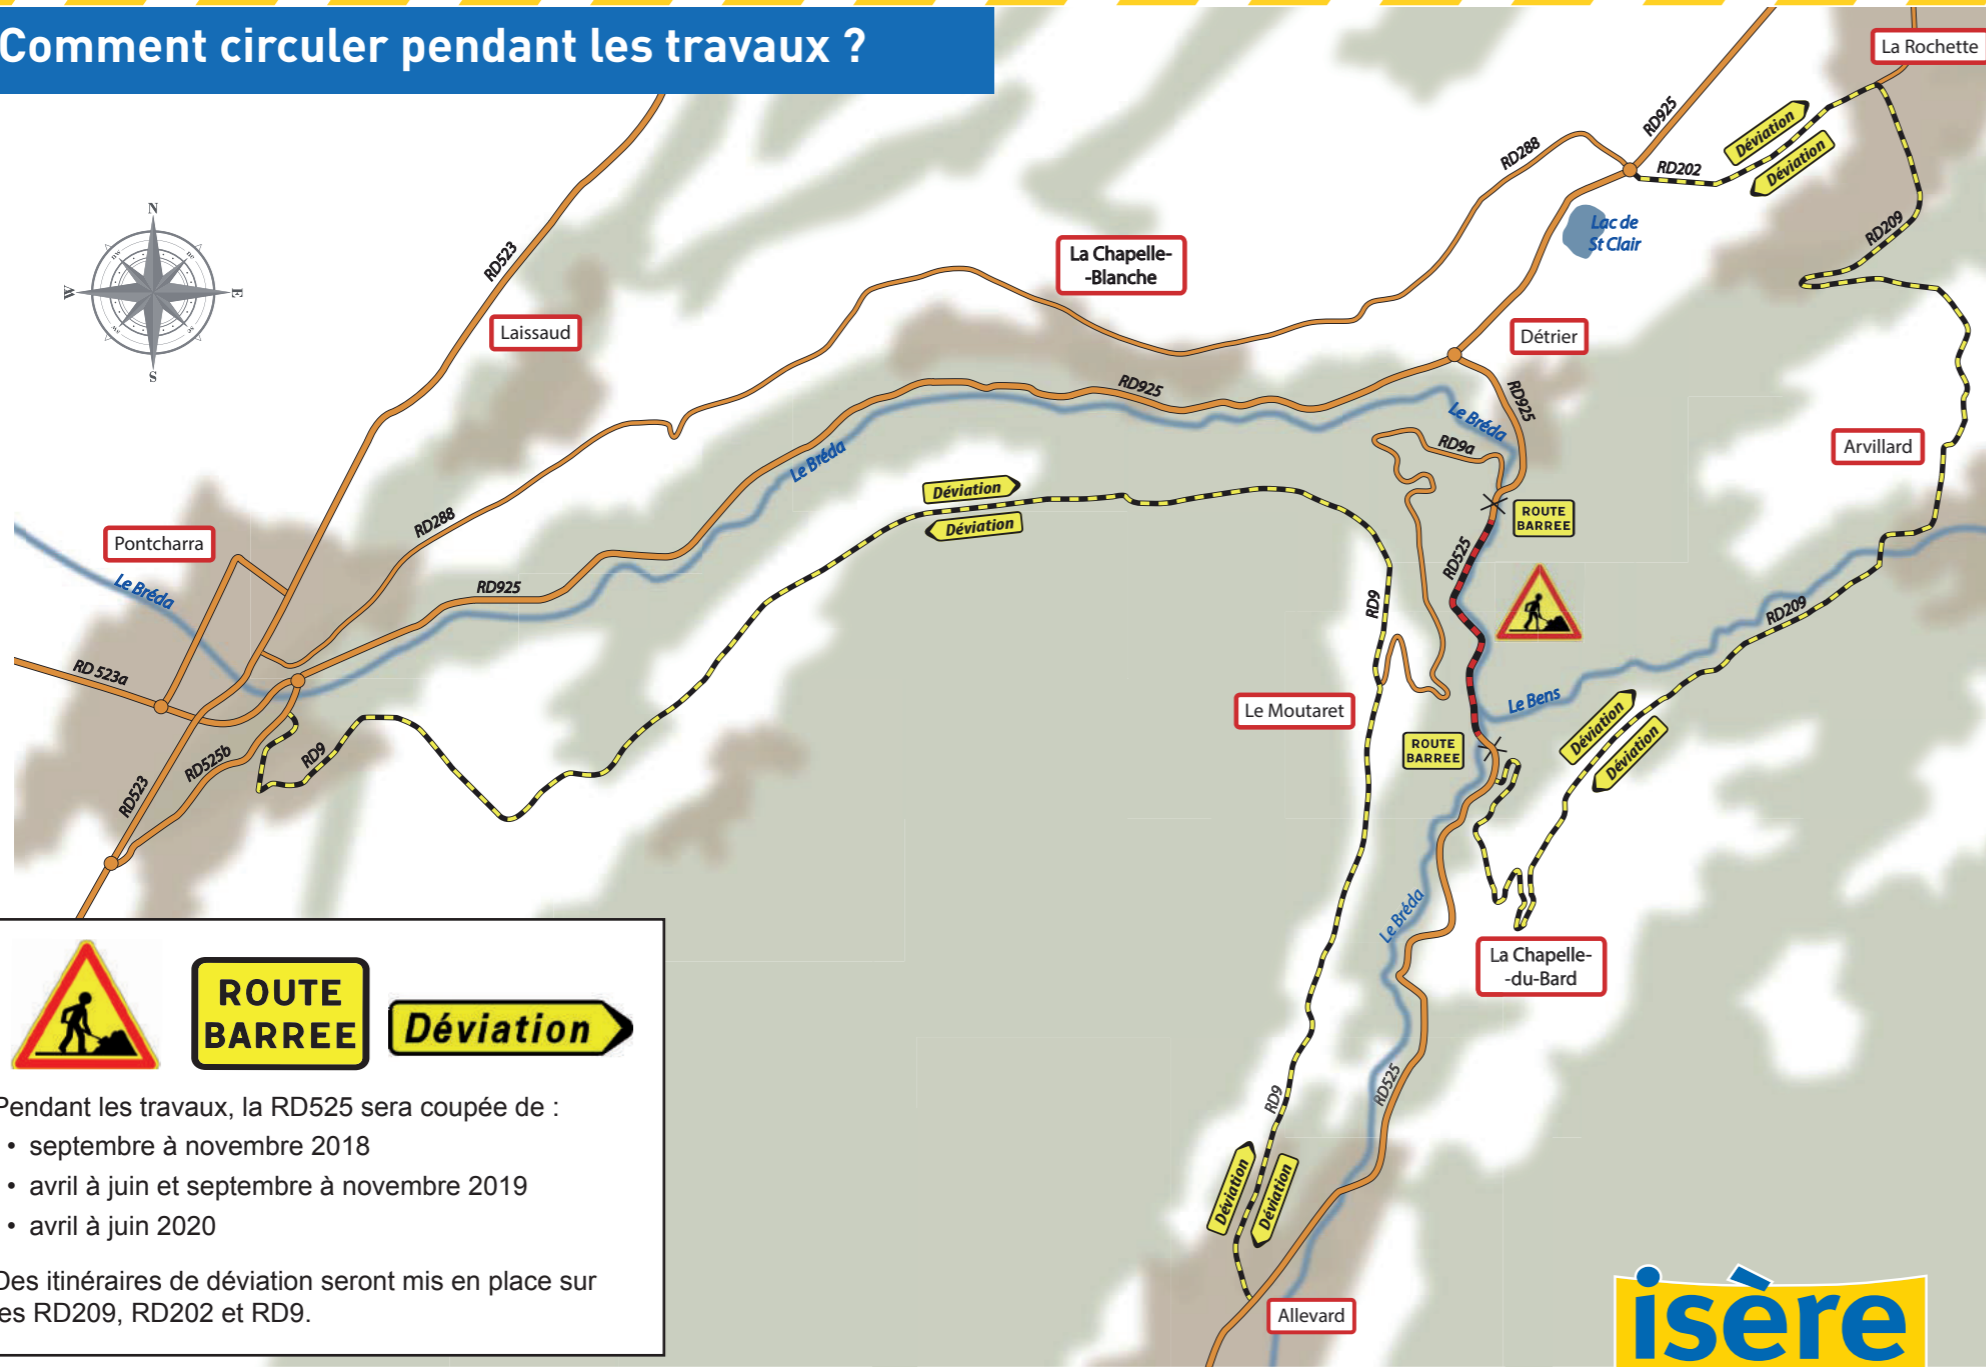 Comment circuler pendant les travaux ?
La Rochette
RD925
RD288
Déviation
Déviation
RD202
Lac de
St Clair
RD209
N
nw
ne
W
E
sw
se
S
RD523
La Chapelle-
-Blanche
Laissaud
Détrier
RD925
RD925
Le Bréda
RD9a
Arvillard
Le Bréda
Déviation
Déviation
ROUTE
BARREE
RD288
Pontcharra
Le Bréda
RD925
RD525
RD9
RD209
RD 523a
Le Bens
Le Moutaret
Déviation
Déviation
ROUTE
BARREE
RD9
RD525b
RD523
Le Bréda
La Chapelle-
-du-Bard
RD525
RD9
Déviation
Déviation
Allevard
ROUTE
BARREE
Déviation
Pendant les travaux, la RD525 sera coupée de :
• septembre à novembre 2018
• avril à juin et septembre à novembre 2019
• avril à juin 2020
Des itinéraires de déviation seront mis en place sur
les RD209, RD202 et RD9.
isère